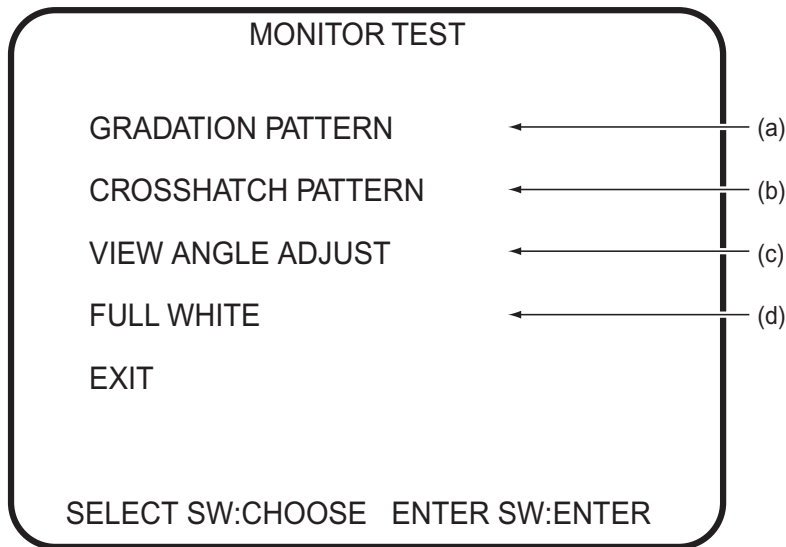 MONITOR TEST
GRADATION PATTERN (a)
CROSSHATCH PATTERN (b)
VIEW ANGLE ADJUST (c)
FULL WHITE (d)
EXIT
SELECT SW:CHOOSE ENTER SW:ENTER